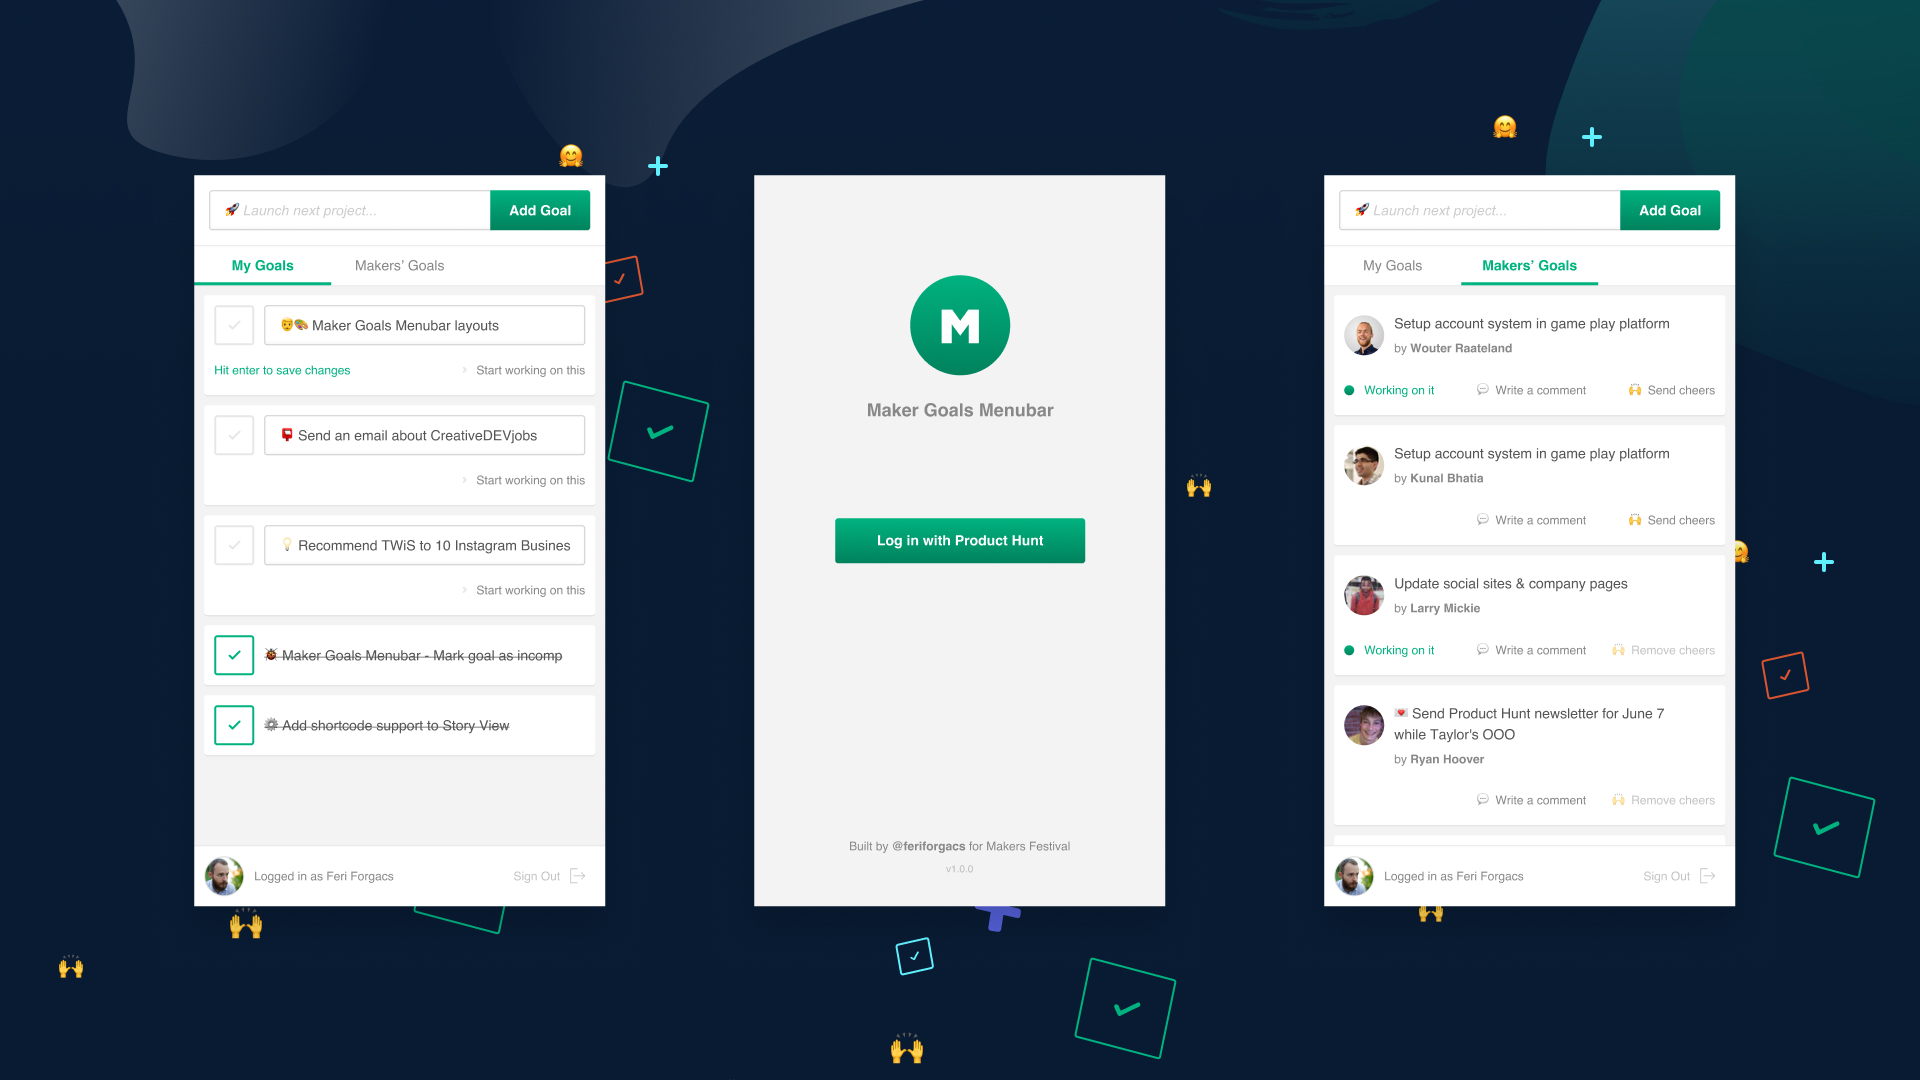 🚀 Launch next project...
Add Goal
My Goals
Makers' Goals
👨‍🎨 Maker Goals Menubar layouts
Hit enter to save changes
Start working on this
📮 Send an email about CreativeDEVjobs
Start working on this
💡 Recommend TWiS to 10 Instagram Busines
Start working on this
🐞 Maker Goals Menubar - Mark goal as incomp
⚙️ Add shortcode support to Story View
Logged in as Feri Forgacs
Sign Out
M
Maker Goals Menubar
Log in with Product Hunt
Built by @feriforgacs for Makers Festival
v1.0.0
🚀 Launch next project...
Add Goal
My Goals
Makers' Goals
Setup account system in game play platform
by Wouter Raateland
Working on it
Write a comment
🙌 Send cheers
Setup account system in game play platform
by Kunal Bhatia
Write a comment
🙌 Send cheers
Update social sites & company pages
by Larry Mickie
Working on it
Write a comment
🙌 Remove cheers
💌 Send Product Hunt newsletter for June 7
while Taylor's OOO
by Ryan Hoover
Write a comment
🙌 Remove cheers
Logged in as Feri Forgacs
Sign Out